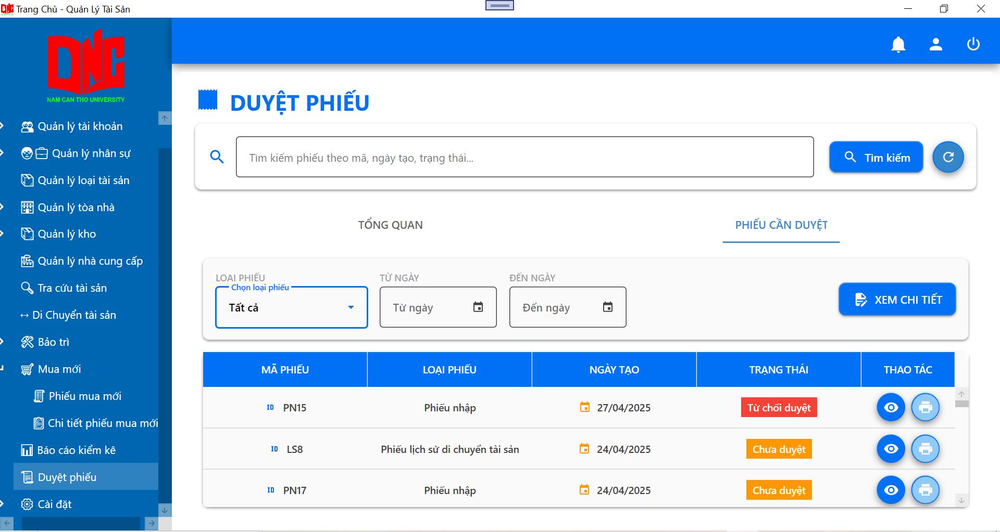 Trang Chủ - Quản Lý Tài Sản
DNC
NAM CAN THO UNIVERSITY
Quản lý tài khoản
Quản lý nhân sự
Quản lý loại tài sản
Quản lý tòa nhà
Quản lý kho
Quản lý nhà cung cấp
Tra cứu tài sản
Di Chuyển tài sản
Bảo trì
Mua mới
Phiếu mua mới
Chi tiết phiếu mua mới
Báo cáo kiểm kê
Duyệt phiếu
Cài đặt
DUYỆT PHIẾU
Tìm kiếm phiếu theo mã, ngày tạo, trạng thái...
Tìm kiếm
TỔNG QUAN
PHIẾU CẦN DUYỆT
LOẠI PHIẾU
Chọn loại phiếu
Tất cả
TỪ NGÀY
Từ ngày
ĐẾN NGÀY
Đến ngày
XEM CHI TIẾT
MÃ PHIẾU LOẠI PHIẾU NGÀY TẠO TRẠNG THÁI THAO TÁC
ID PN15 Phiếu nhập 27/04/2025 Từ chối duyệt
ID LS8 Phiếu lịch sử di chuyển tài sản 24/04/2025 Chưa duyệt
ID PN17 Phiếu nhập 24/04/2025 Chưa duyệt